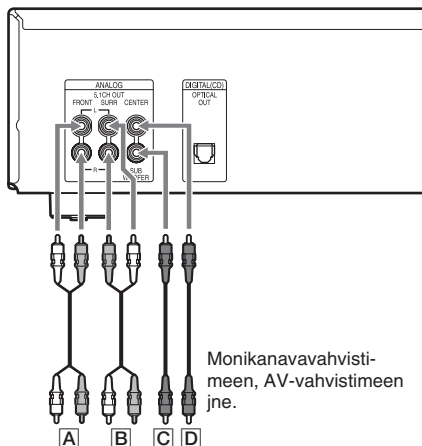 ANALOG
5.1CH OUT
FRONT SURR CENTER
L
R
SUB
WOOFER
DIGITAL(CD)
OPTICAL
OUT
Monikanavavahvisti-
meen, AV-vahvistimeen
jne.
A B C D